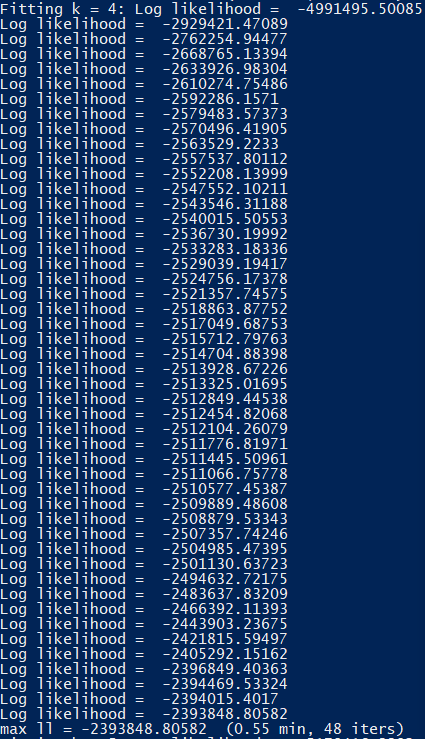 Fitting k = 4: Log likelihood =  -4991495.50085
Log likelihood =  -2929421.47089
Log likelihood =  -2762254.94477
Log likelihood =  -2668765.13394
Log likelihood =  -2633926.98304
Log likelihood =  -2610274.75486
Log likelihood =  -2592286.1571
Log likelihood =  -2579483.57373
Log likelihood =  -2570496.41905
Log likelihood =  -2563529.2233
Log likelihood =  -2557537.80112
Log likelihood =  -2552208.13999
Log likelihood =  -2547552.10211
Log likelihood =  -2543546.31188
Log likelihood =  -2540015.50553
Log likelihood =  -2536730.19992
Log likelihood =  -2533283.18336
Log likelihood =  -2529039.19417
Log likelihood =  -2524756.17378
Log likelihood =  -2521357.74575
Log likelihood =  -2518863.87752
Log likelihood =  -2517049.68753
Log likelihood =  -2515712.79763
Log likelihood =  -2514704.88398
Log likelihood =  -2513928.67226
Log likelihood =  -2513325.01695
Log likelihood =  -2512849.44538
Log likelihood =  -2512454.82068
Log likelihood =  -2512104.26079
Log likelihood =  -2511776.81971
Log likelihood =  -2511445.50961
Log likelihood =  -2511066.75778
Log likelihood =  -2510577.45387
Log likelihood =  -2509889.48608
Log likelihood =  -2508879.53343
Log likelihood =  -2507357.74246
Log likelihood =  -2504985.47395
Log likelihood =  -2501130.63723
Log likelihood =  -2494632.72175
Log likelihood =  -2483637.83209
Log likelihood =  -2466392.11393
Log likelihood =  -2443903.23675
Log likelihood =  -2421815.59497
Log likelihood =  -2405292.15162
Log likelihood =  -2396849.40363
Log likelihood =  -2394469.53324
Log likelihood =  -2394015.4017
Log likelihood =  -2393848.80582
max ll = -2393848.80582  (0.55 min, 48 iters)